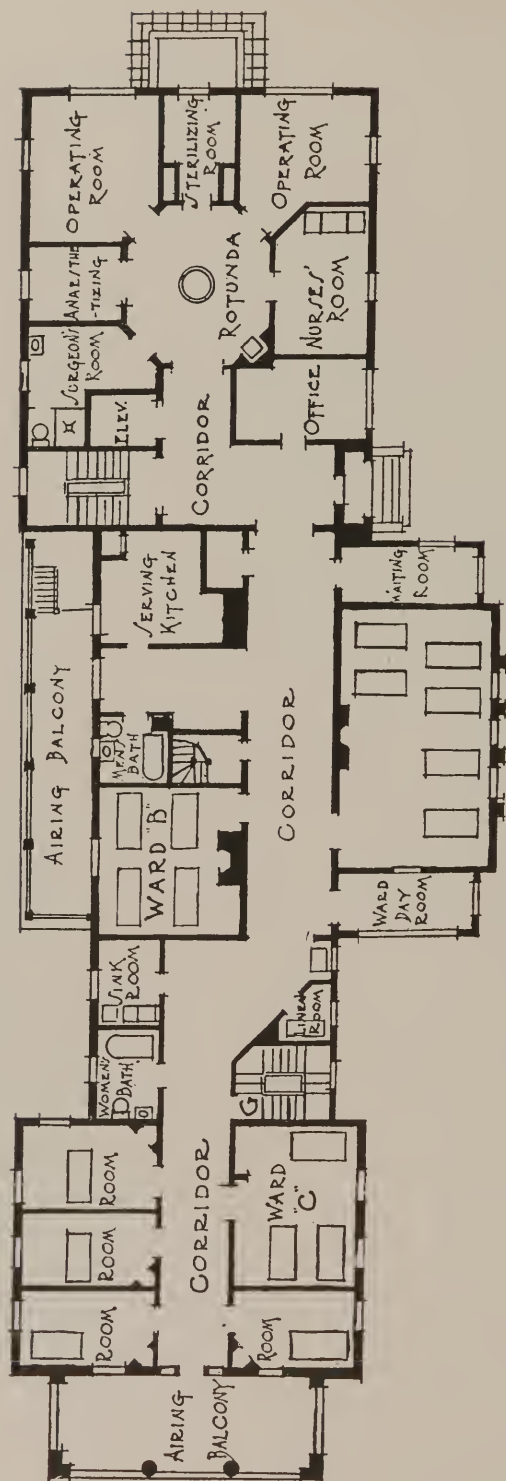 OPERATING
ROOM
STERILIZING
ROOM
OPERATING
ROOM
ANAESTHE
-TIZING
ROTUNDA
NURSES'
ROOM
SURGEON'S
ROOM
ELEV.
CORRIDOR
OFFICE
SERVING
KITCHEN
WAITING
ROOM
AIRING BALCONY
MEN'S
BATH
CORRIDOR
WARD "B"
WARD
DAY
ROOM
SINK
ROOM
LINEN
ROOM
WOMEN'S
BATH
G
ROOM
CORRIDOR
WARD
"C"
ROOM
ROOM
ROOM
AIRING
BALCONY